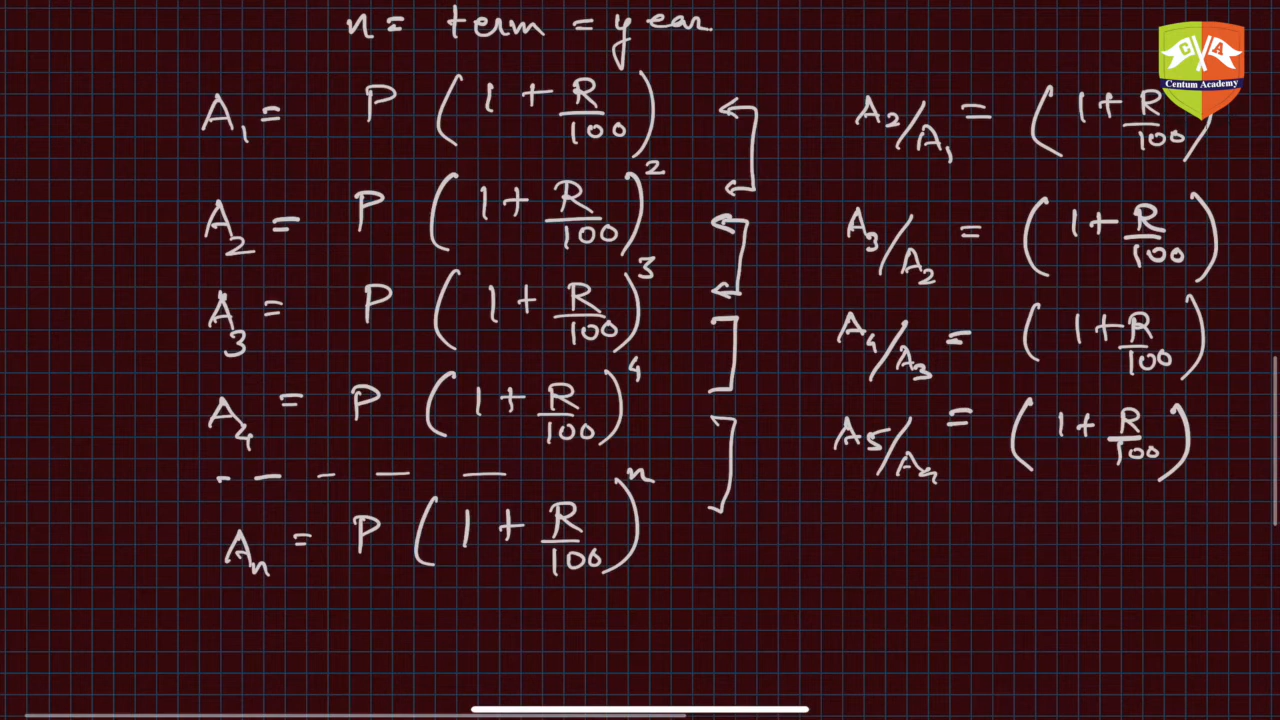 n = term = year
A₁ = P (1 + R/100)
A₂ = P (1 + R/100)²
A₃ = P (1 + R/100)³
A₄ = P (1 + R/100)⁴
- - - - -
Aₙ = P (1 + R/100)ⁿ
A₂/A₁ = (1 + R/100)
A₃/A₂ = (1 + R/100)
A₄/A₃ = (1 + R/100)
A5/A₄ = (1 + R/100)
C A
Centum Academy